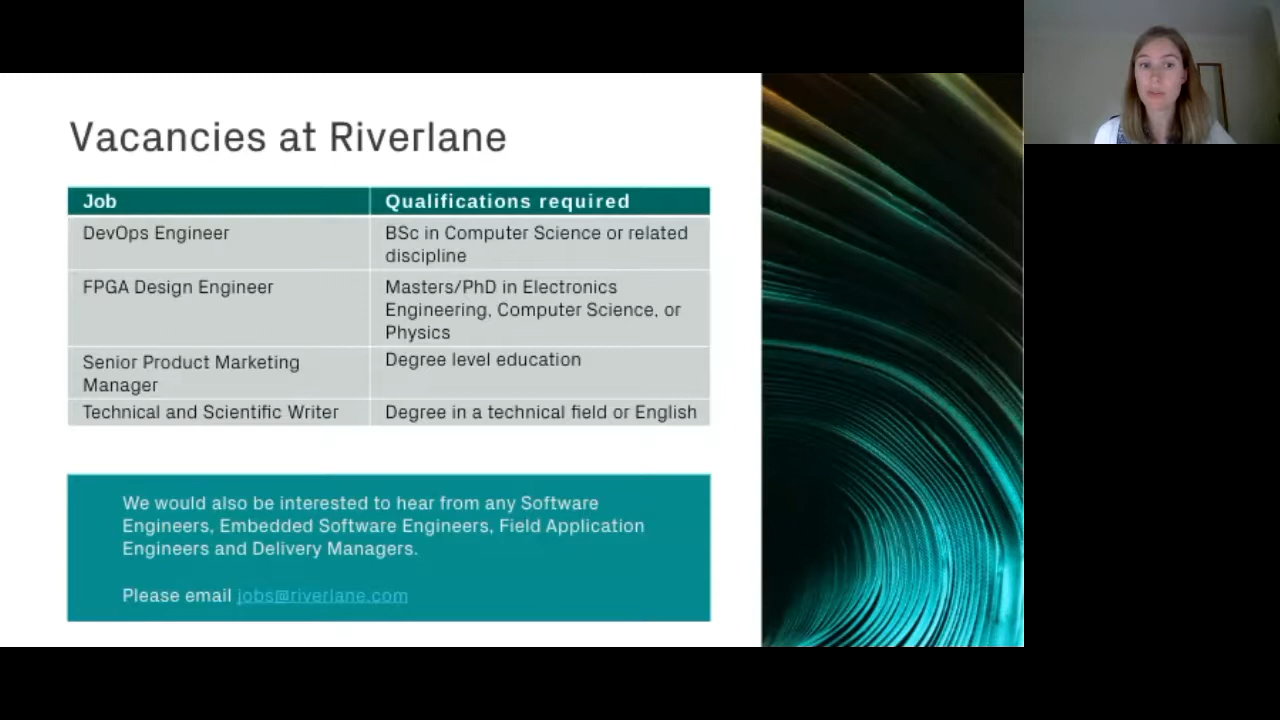 Vacancies at Riverlane
Job
Qualifications required
DevOps Engineer
BSc in Computer Science or related
discipline
FPGA Design Engineer
Masters/PhD in Electronics
Engineering, Computer Science, or
Physics
Senior Product Marketing
Manager
Degree level education
Technical and Scientific Writer
Degree in a technical field or English
We would also be interested to hear from any Software
Engineers, Embedded Software Engineers, Field Application
Engineers and Delivery Managers.
Please email jobs@riverlane.com